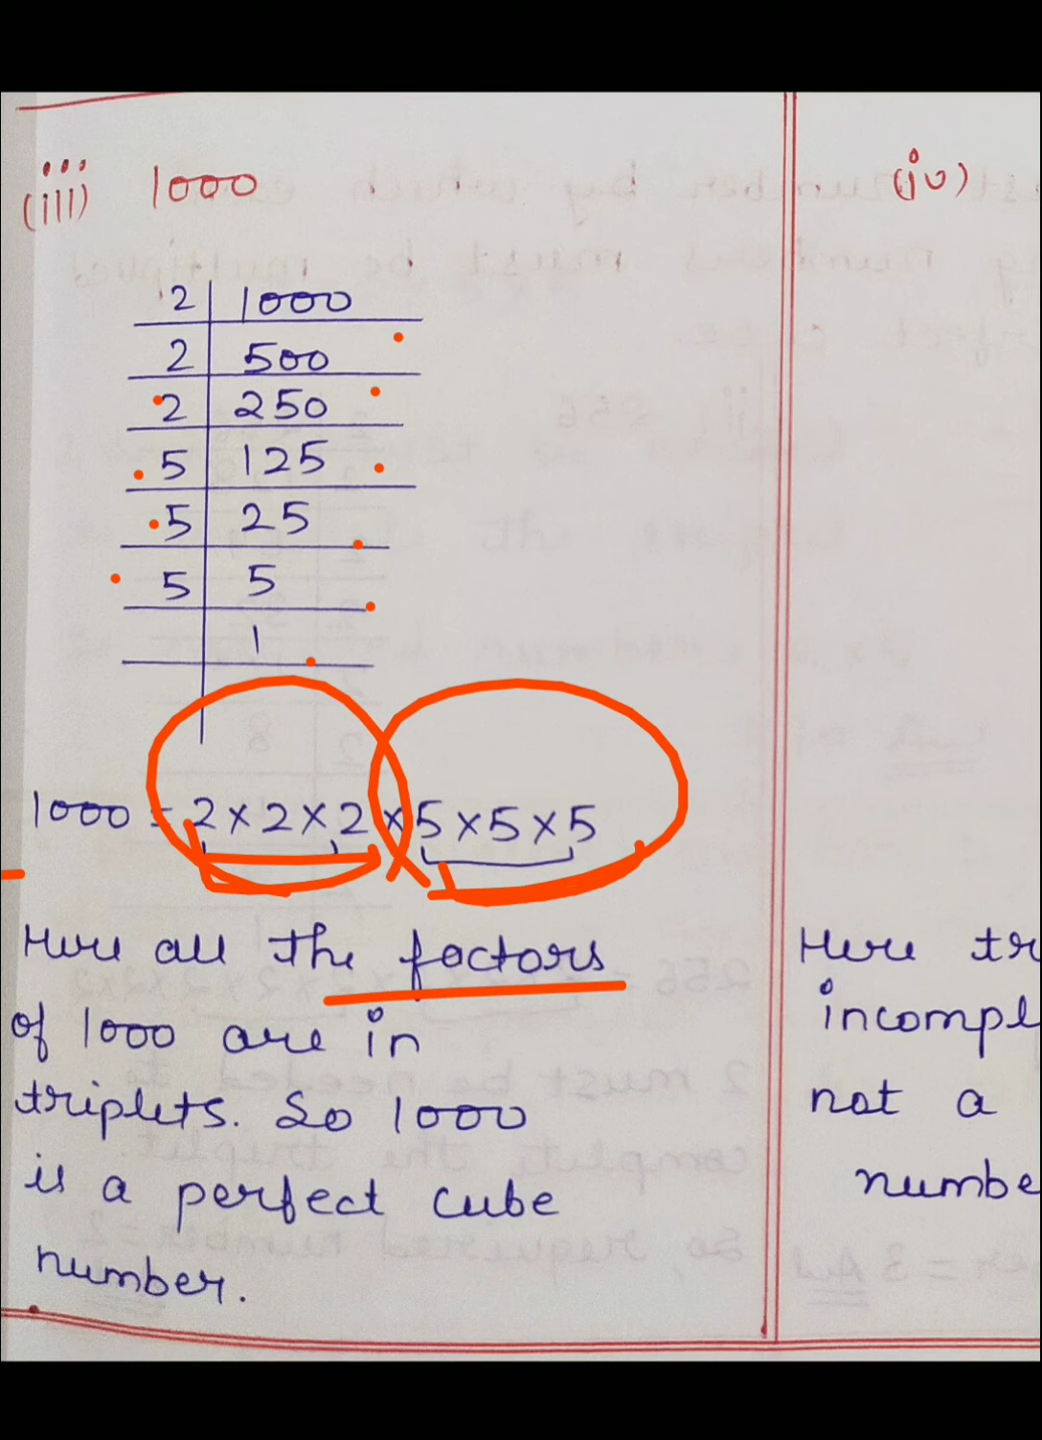 (iii) 1000
2 | 1000
2 | 500
2 | 250
5 | 125
5 | 25
5 | 5
1
1000 = 2 × 2 × 2 × 5 × 5 × 5
Here all the factors
of 1000 are in
triplets. So 1000
is a perfect cube
number.
(iv)
Here tr
incompl
not a
numbe